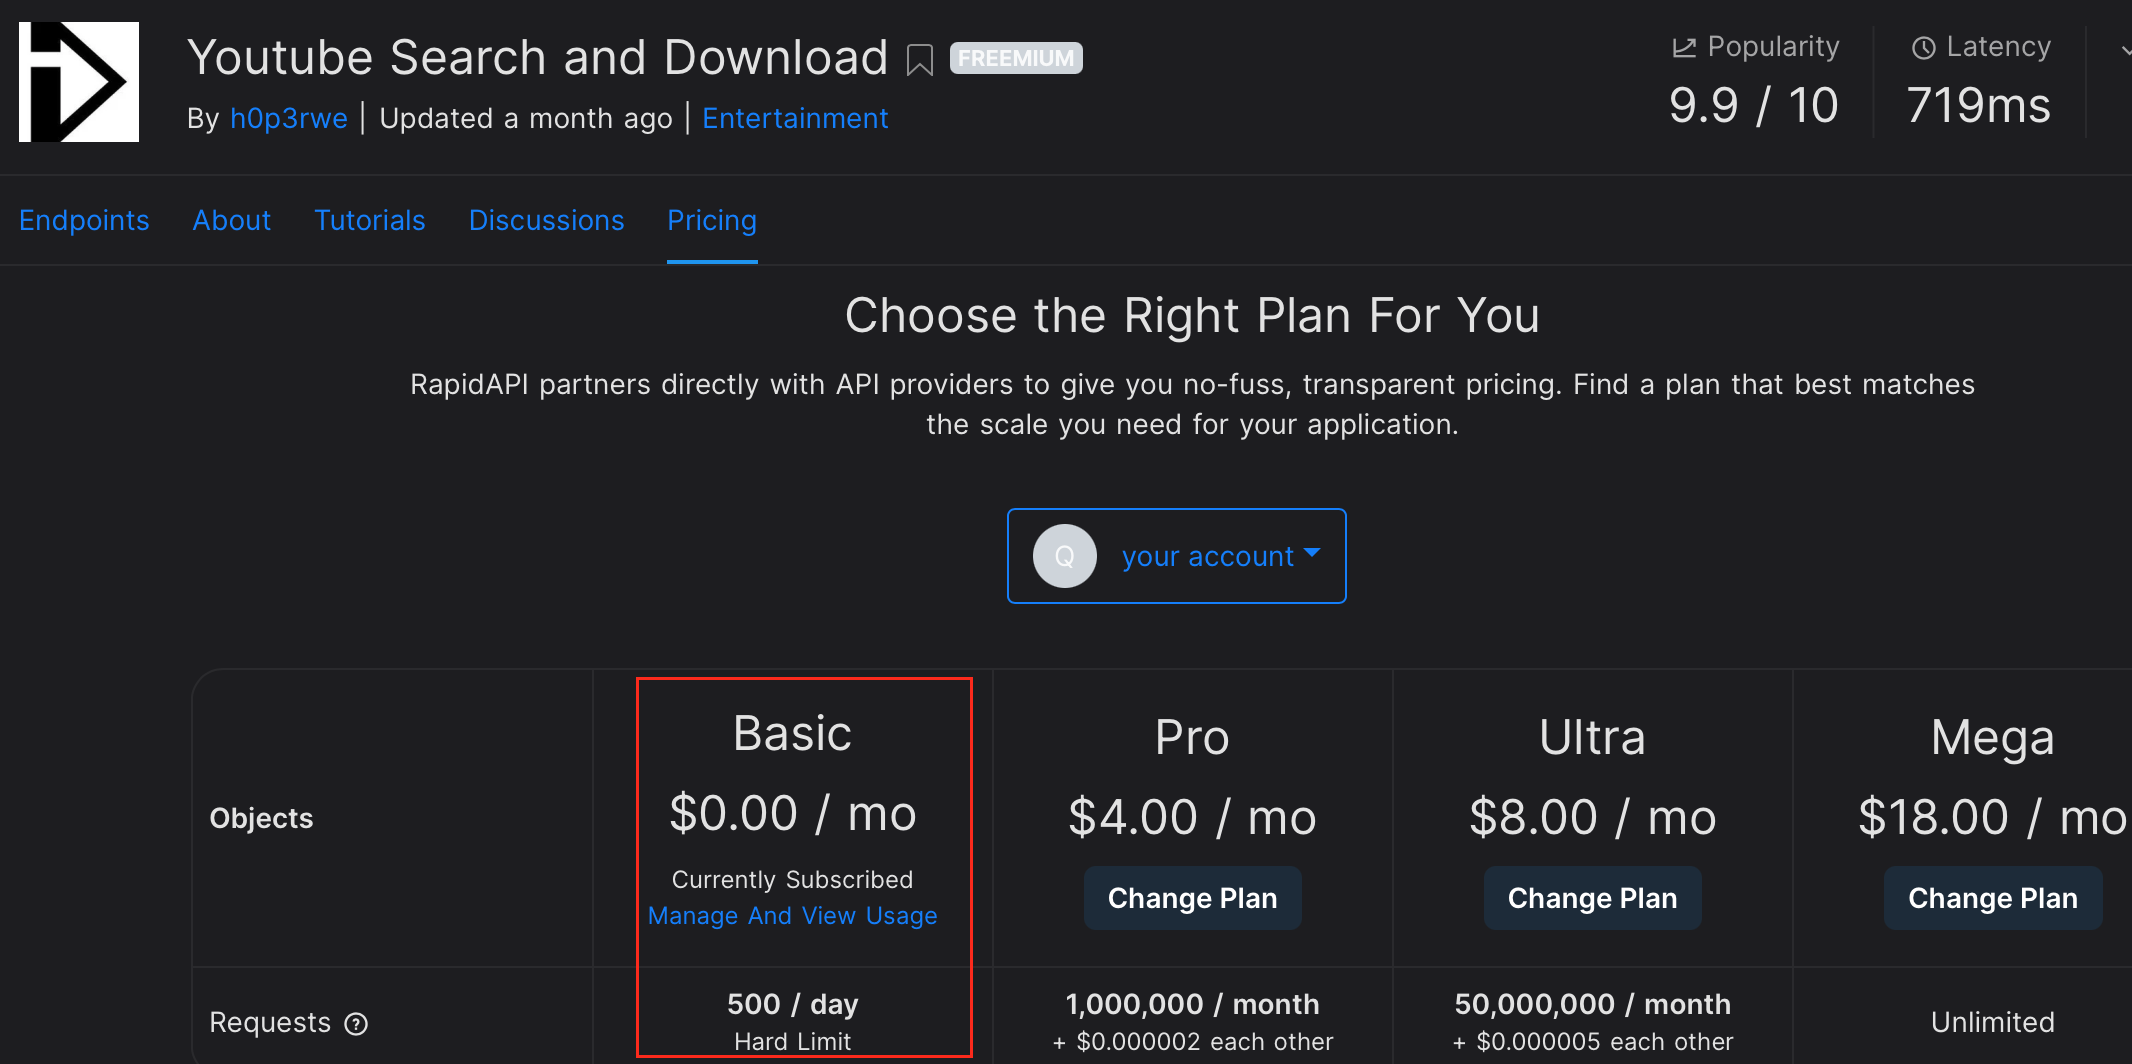 Youtube Search and Download
FREEMIUM
By h0p3rwe | Updated a month ago | Entertainment
Popularity
9.9 / 10
Latency
719ms
Endpoints
About
Tutorials
Discussions
Pricing
Choose the Right Plan For You
RapidAPI partners directly with API providers to give you no-fuss, transparent pricing. Find a plan that best matches
the scale you need for your application.
Q
your account
Objects
Basic
$0.00 / mo
Currently Subscribed
Manage And View Usage
Pro
$4.00 / mo
Change Plan
Ultra
$8.00 / mo
Change Plan
Mega
$18.00 / mo
Change Plan
Requests ?
500 / day
Hard Limit
1,000,000 / month
+ $0.000002 each other
50,000,000 / month
+ $0.000005 each other
Unlimited